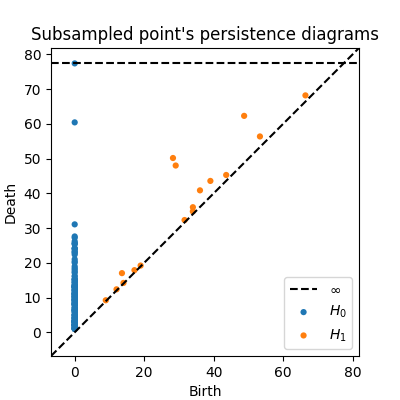 Subsampled point's persistence diagrams
80
70
60
50
40
30
20
10
0
Death
0 20 40 60 80
Birth
∞
H₀
H₁